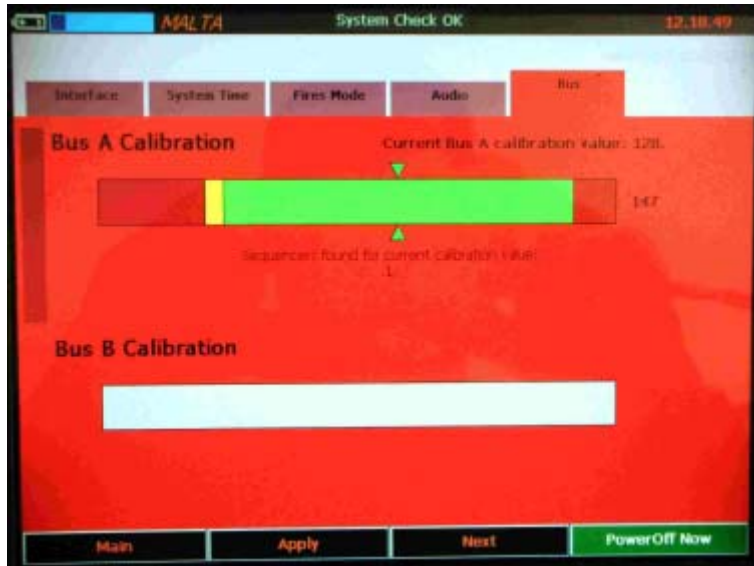 MALTA System Check OK 12.18.49
Interface System Time Fires Mode Audio Bus
Bus A Calibration Current Bus A calibration value: 128.
147
Sequencers found for current calibration value:
1
Bus B Calibration
Main Apply Next PowerOff Now